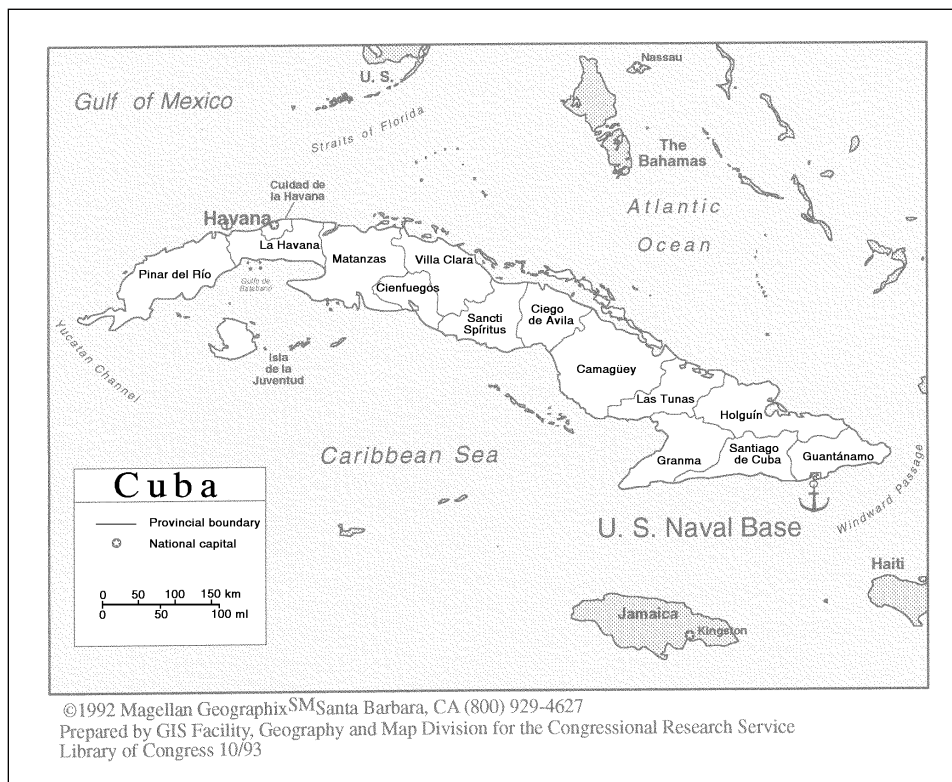 U. S.
Nassau
Gulf of Mexico
Straits of Florida
The
Bahamas
Cuidad de
la Havana
Atlantic
Ocean
Havana
La Havana
Matanzas
Villa Clara
Pinar del Río
Gulfo de
Batabano
Cienfuegos
Sancti
Spíritus
Ciego
de Avila
Yucatan Channel
Isla
de la
Juventud
Camagüey
Las Tunas
Holguín
Caribbean Sea
Granma
Santiago
de Cuba
Guantánamo
Windward Passage
U. S. Naval Base
Cuba
Provincial boundary
National capital
0 50 100 150 km
0 50 100 ml
Haiti
Jamaica
Kingston
©1992 Magellan GeographixSMSanta Barbara, CA (800) 929-4627
Prepared by GIS Facility, Geography and Map Division for the Congressional Research Service
Library of Congress 10/93